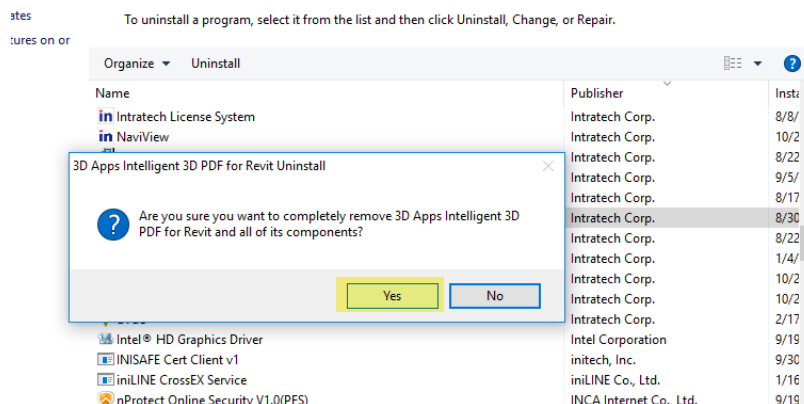 ates
tures on or
To uninstall a program, select it from the list and then click Uninstall, Change, or Repair.
Organize Uninstall
Name Publisher Insta
Intratech License System Intratech Corp. 8/8/
NaviView Intratech Corp. 10/2
Intratech Corp. 8/22
3D Apps Intelligent 3D PDF for Revit Uninstall
Intratech Corp. 9/5/
Intratech Corp. 8/17
Are you sure you want to completely remove 3D Apps Intelligent 3D
PDF for Revit and all of its components?
Intratech Corp. 8/30
Intratech Corp. 8/22
Intratech Corp. 1/4/
Intratech Corp. 10/2
Yes No
Intratech Corp. 10/2
Intratech Corp. 2/17
Intel® HD Graphics Driver Intel Corporation 9/19
INISAFE Cert Client v1 initech, Inc. 9/30
iniLINE CrossEX Service iniLINE Co., Ltd. 1/16
nProtect Online Security V1.0(PFS) INCA Internet Co., Ltd. 9/19